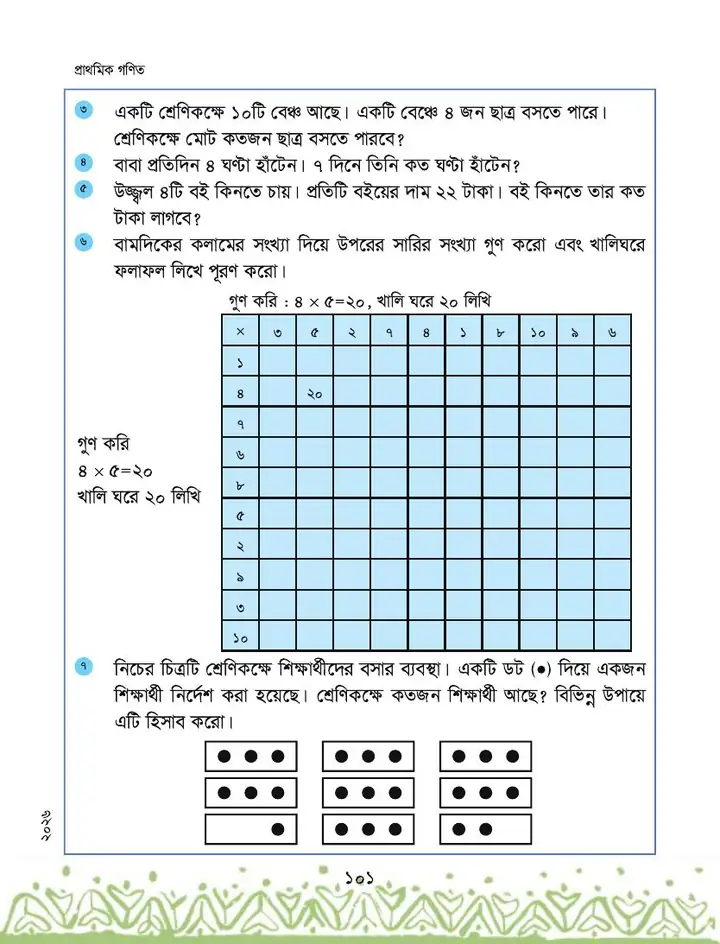 প্রাথমিক গণিত
৩ একটি শ্রেণিকক্ষে ১০টি বেঞ্চ আছে। একটি বেঞ্চে ৪ জন ছাত্র বসতে পারে।
শ্রেণিকক্ষে মোট কতজন ছাত্র বসতে পারবে?
৪ বাবা প্রতিদিন ৪ ঘণ্টা হাঁটেন। ৭ দিনে তিনি কত ঘণ্টা হাঁটেন?
৫ উজ্জ্বল ৪টি বই কিনতে চায়। প্রতিটি বইয়ের দাম ২২ টাকা। বই কিনতে তার কত
টাকা লাগবে?
৬ বামদিকের কলামের সংখ্যা দিয়ে উপরের সারির সংখ্যা গুণ করো এবং খালিঘরে
ফলাফল লিখে পূরণ করো।
গুণ করি : ৪ × ৫=২০, খালি ঘরে ২০ লিখি
× ৩ ৫ ২ ৭ ৪ ১ ৮ ১০ ৯ ৬
১
৪ ২০
৭
৬
৮
৫
২
৯
৩
১০
গুণ করি
৪ × ৫=২০
খালি ঘরে ২০ লিখি
৭ নিচের চিত্রটি শ্রেণিকক্ষে শিক্ষার্থীদের বসার ব্যবস্থা। একটি ডট (●) দিয়ে একজন
শিক্ষার্থী নির্দেশ করা হয়েছে। শ্রেণিকক্ষে কতজন শিক্ষার্থী আছে? বিভিন্ন উপায়ে
এটি হিসাব করো।
২০২৬
১০১